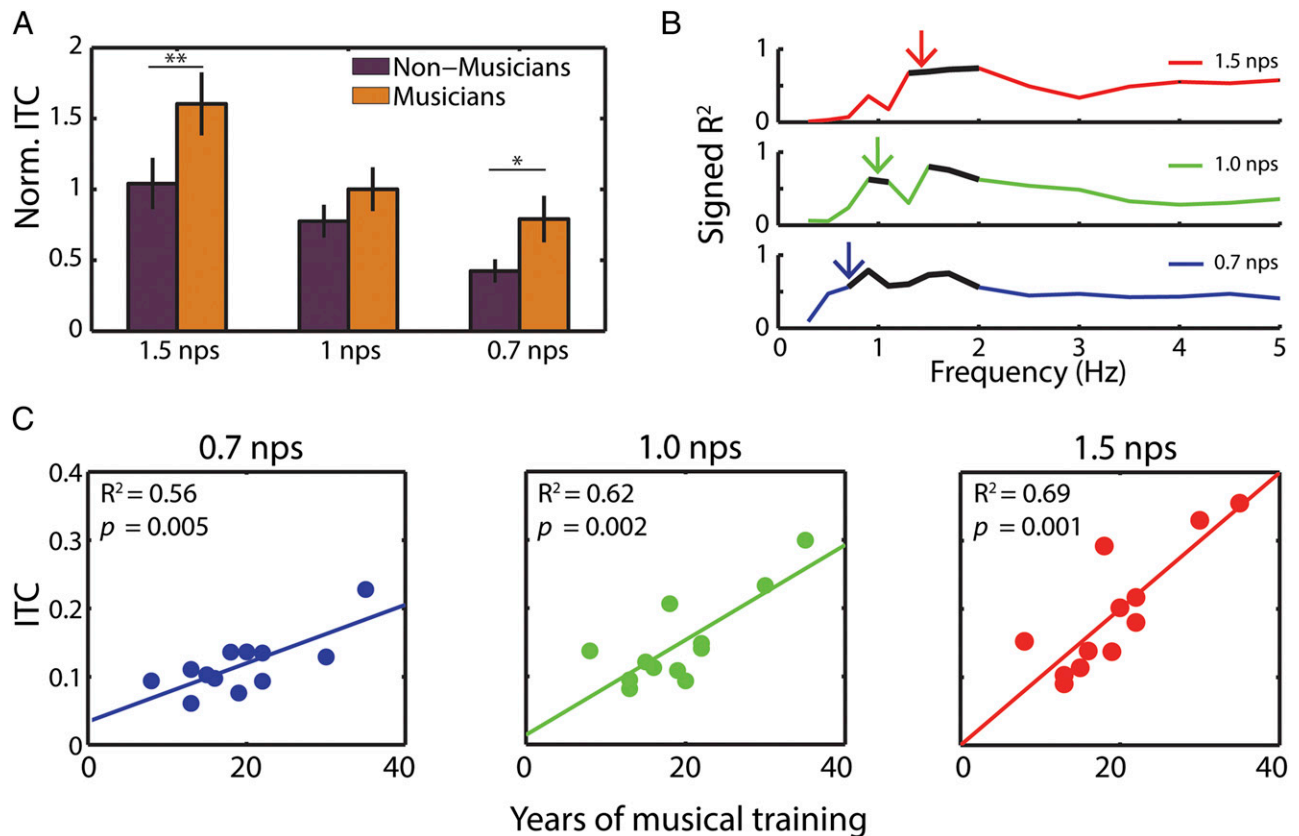 A
Norm. ITC
2
1.5
1
0.5
0
**
*
Non–Musicians
Musicians
1.5 nps
1 nps
0.7 nps
B
Signed R²
1
0
1.5 nps
1
0
1.0 nps
1
0
0.7 nps
0 1 2 3 4 5
Frequency (Hz)
C
ITC
0.7 nps
R² = 0.56
p = 0.005
0.4
0.3
0.2
0.1
0
0 20 40
1.0 nps
R² = 0.62
p = 0.002
0 20 40
1.5 nps
R² = 0.69
p = 0.001
0 20 40
Years of musical training